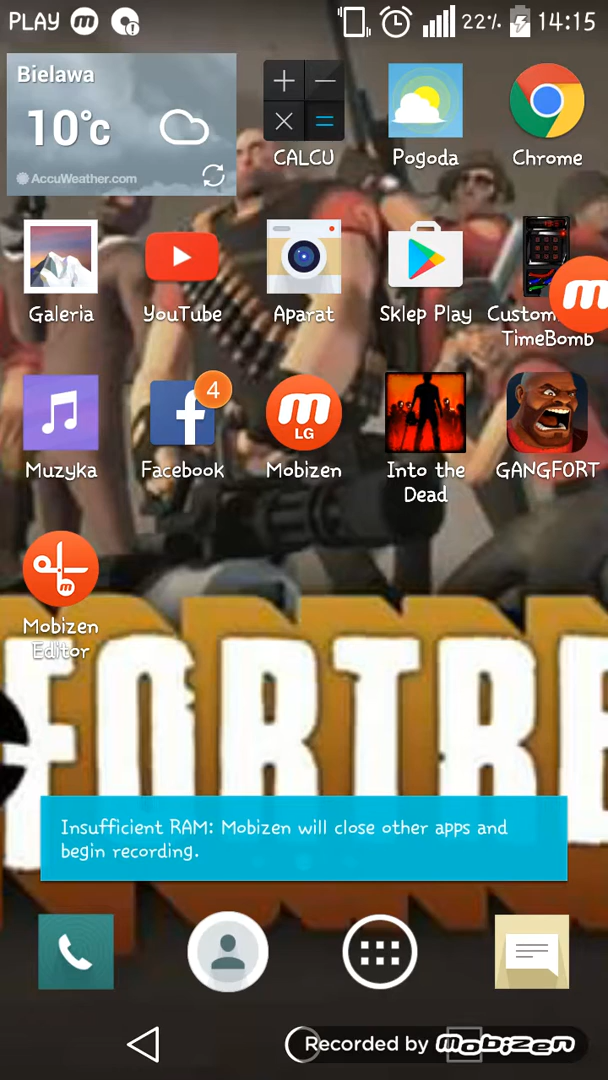 PLAY 22% 14:15
Bielawa
10°c
AccuWeather.com
CALCU
Pogoda
Chrome
Galeria
YouTube
Aparat
Sklep Play
Custom
TimeBomb
Muzyka
4
Facebook
m
LG
Mobizen
Into the
Dead
GANGFORT
Mobizen
Editor
FORTRE
Insufficient RAM: Mobizen will close other apps and
begin recording.
Recorded by Mobizen